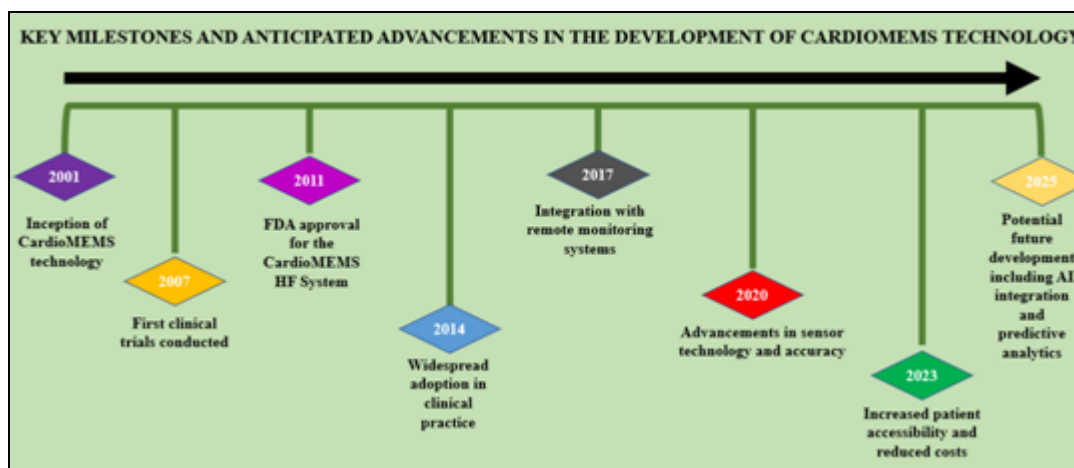 KEY MILESTONES AND ANTICIPATED ADVANCEMENTS IN THE DEVELOPMENT OF CARDIOMEMS TECHNOLOGY
2001
Inception of
CardioMEMS
technology
2007
First clinical
trials conducted
2011
FDA approval
for the
CardioMEMS
HF System
2014
Widespread
adoption in
clinical
practice
2017
Integration with
remote monitoring
systems
2020
Advancements in sensor
technology and accuracy
2023
Increased patient
accessibility and
reduced costs
2025
Potential
future
development
including AI
integration
and
predictive
analytics